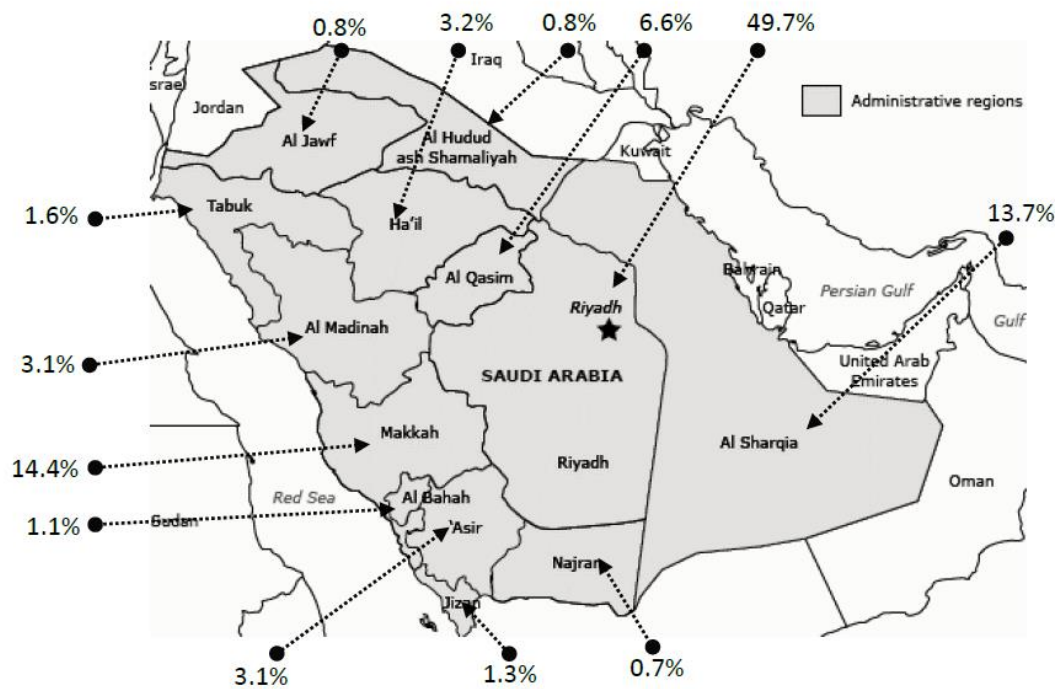 0.8%
3.2%
0.8%
6.6%
49.7%
Iraq
srael
Jordan
Administrative regions
Al Jawf
Al Hudud
ash Shamaliyah
Kuwait
1.6%
Tabuk
13.7%
Ha'il
Al Qasim
Bahrain
Riyadh
Persian Gulf
Qatar
Al Madinah
Gulf
3.1%
SAUDI ARABIA
United Arab
Emirates
Makkah
Al Sharqia
14.4%
Riyadh
Oman
Red Sea
Al Bahah
1.1%
Sudan
'Asir
Najran
Jizan
3.1%
1.3%
0.7%